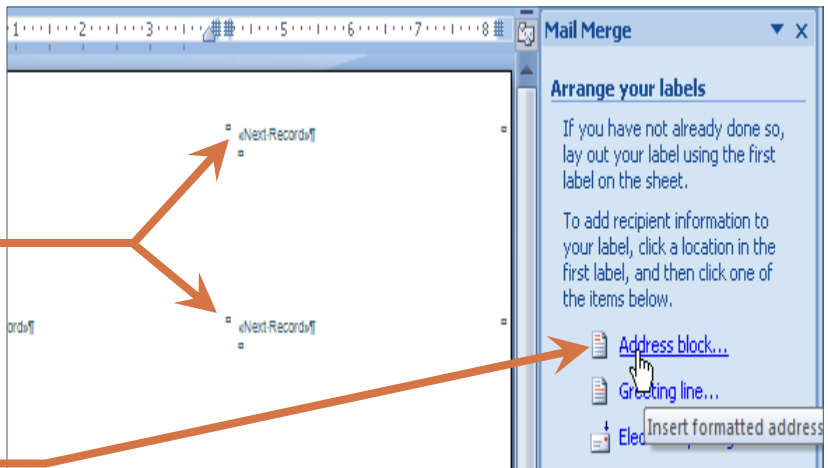 1 2 3 5 6 7 8
Mail Merge
Arrange your labels
«Next Record»¶
If you have not already done so,
lay out your label using the first
label on the sheet.
To add recipient information to
your label, click a location in the
first label, and then click one of
the items below.
ord»¶ «Next Record»¶
Address block...
Greeting line...
Insert formatted address